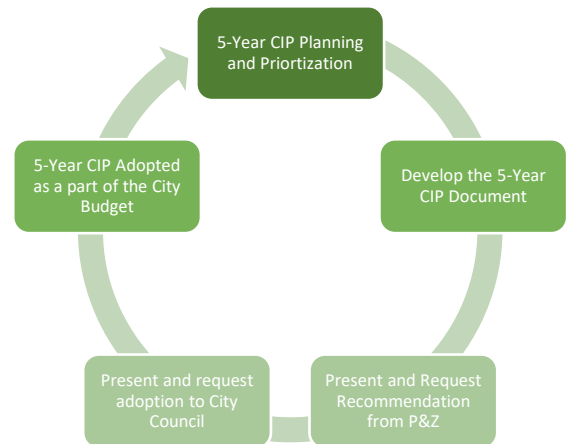 5-Year CIP Planning
and Priortization
Develop the 5-Year
CIP Document
Present and Request
Recommendation
from P&Z
Present and request
adoption to City
Council
5-Year CIP Adopted
as a part of the City
Budget